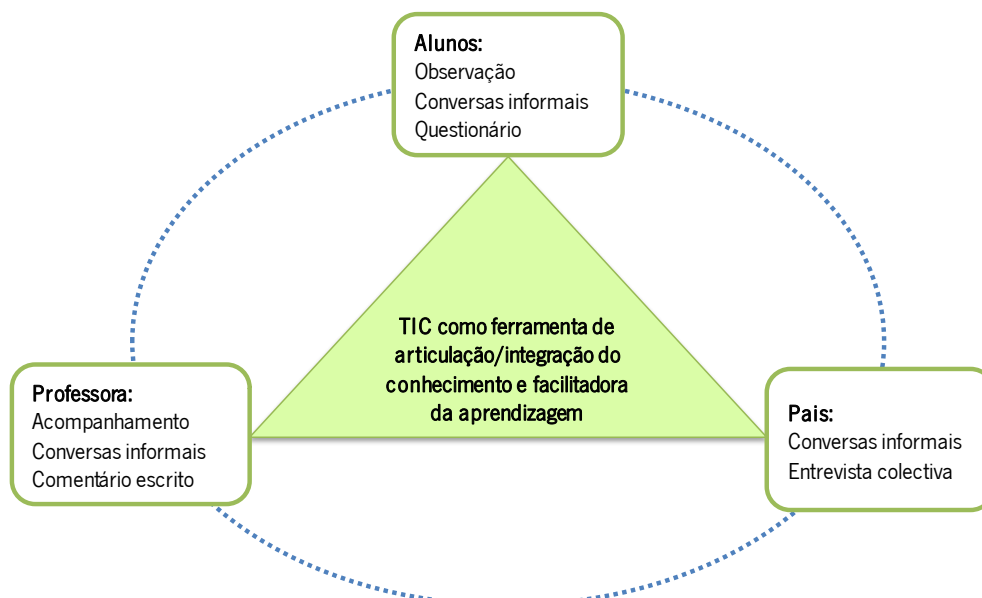 Alunos:
Observação
Conversas informais
Questionário
TIC como ferramenta de
articulação/integração do
conhecimento e facilitadora
da aprendizagem
Professora:
Acompanhamento
Conversas informais
Comentário escrito
Pais:
Conversas informais
Entrevista colectiva